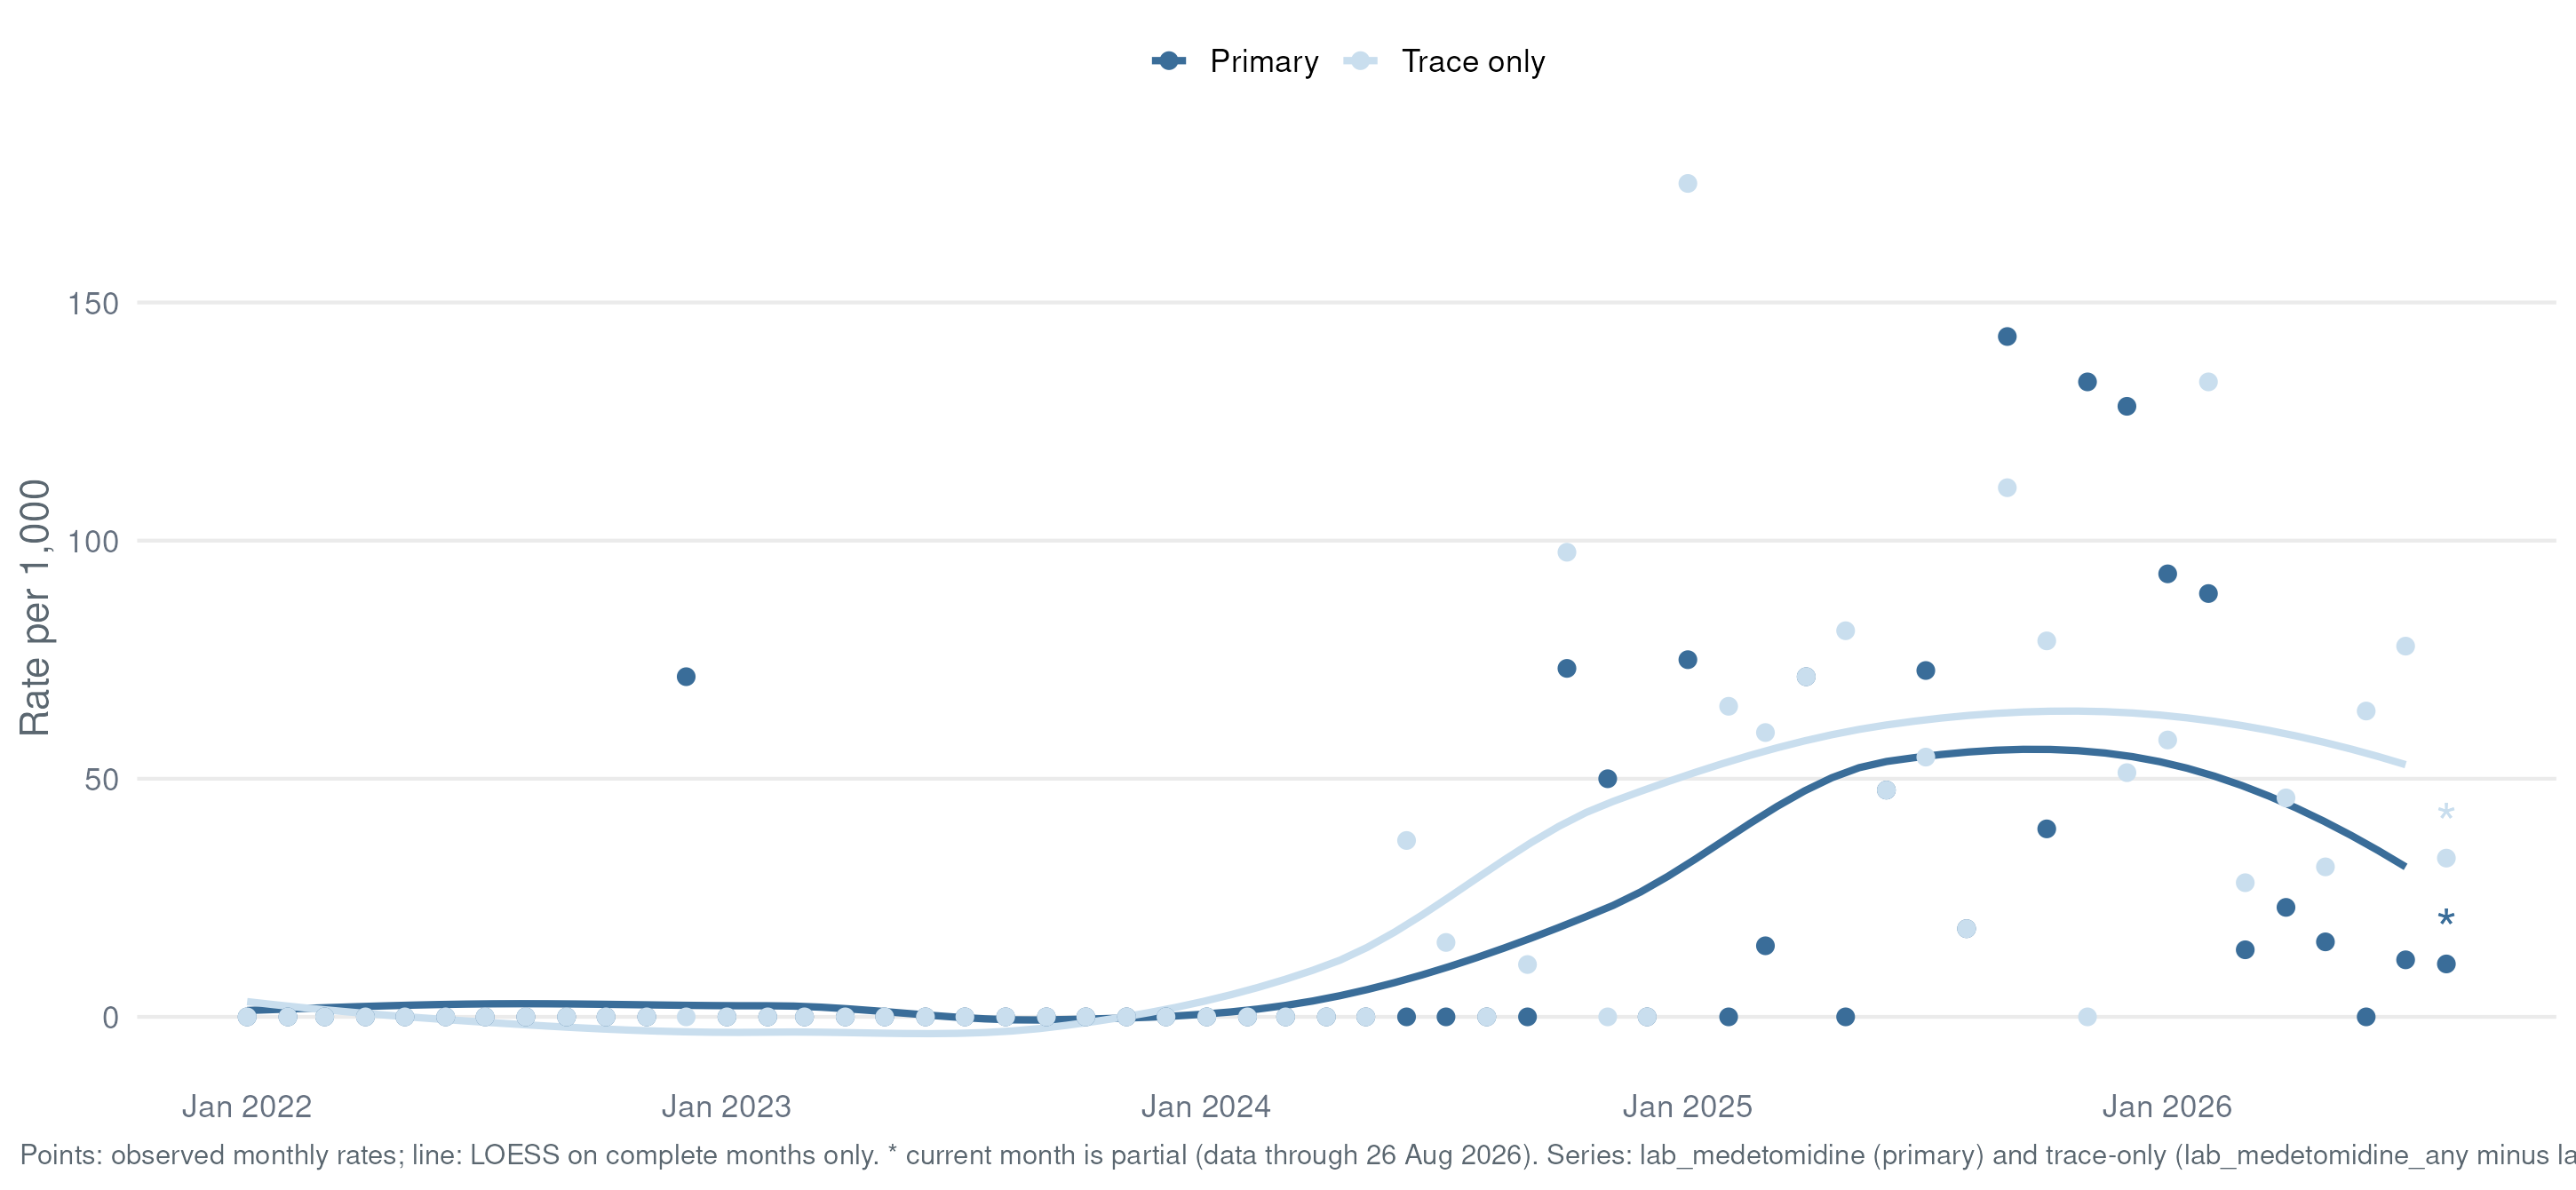 Primary Trace only
150
100
50
0
Rate per 1,000
Jan 2022 Jan 2023 Jan 2024 Jan 2025 Jan 2026
*
*
Points: observed monthly rates; line: LOESS on complete months only. * current month is partial (data through 26 Aug 2026). Series: lab_medetomidine (primary) and trace-only (lab_medetomidine_any minus la